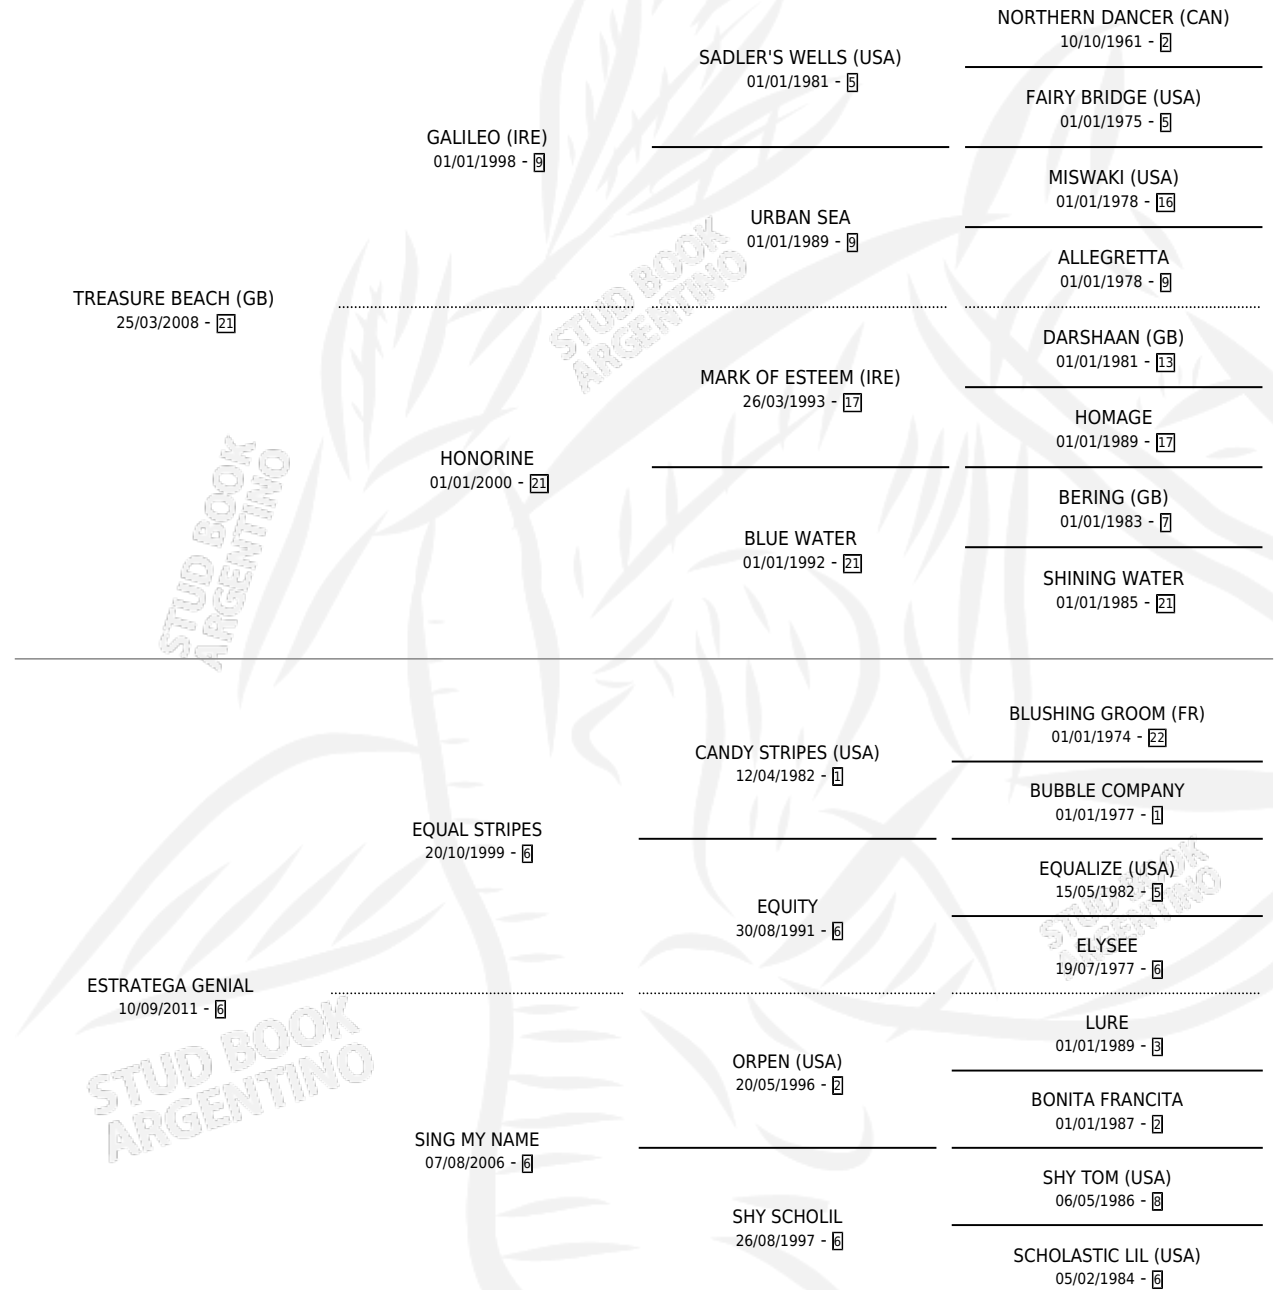 NORTHERN DANCER (CAN)
10/10/1961 - 2
SADLER'S WELLS (USA)
01/01/1981 - 5
FAIRY BRIDGE (USA)
01/01/1975 - 5
GALILEO (IRE)
01/01/1998 - 9
MISWAKI (USA)
01/01/1978 - 16
URBAN SEA
01/01/1989 - 9
ALLEGRETTA
01/01/1978 - 9
TREASURE BEACH (GB)
25/03/2008 - 21
STUD BOOK
ARGENTINO
DARSHAAN (GB)
01/01/1981 - 13
MARK OF ESTEEM (IRE)
26/03/1993 - 17
HOMAGE
01/01/1989 - 17
HONORINE
01/01/2000 - 21
BERING (GB)
01/01/1983 - 7
BLUE WATER
01/01/1992 - 21
SHINING WATER
01/01/1985 - 21
STUD BOOK
ARGENTINO
BLUSHING GROOM (FR)
01/01/1974 - 22
CANDY STRIPES (USA)
12/04/1982 - 1
BUBBLE COMPANY
01/01/1977 - 1
EQUAL STRIPES
20/10/1999 - 6
EQUALIZE (USA)
15/05/1982 - 5
EQUITY
30/08/1991 - 6
ELYSEE
19/07/1977 - 6
STUD BOOK
ARGENTINO
ESTRATEGA GENIAL
10/09/2011 - 6
LURE
01/01/1989 - 3
ORPEN (USA)
20/05/1996 - 2
BONITA FRANCITA
01/01/1987 - 2
STUD BOOK
ARGENTINO
SING MY NAME
07/08/2006 - 6
SHY TOM (USA)
06/05/1986 - 8
SHY SCHOLIL
26/08/1997 - 6
SCHOLASTIC LIL (USA)
05/02/1984 - 6